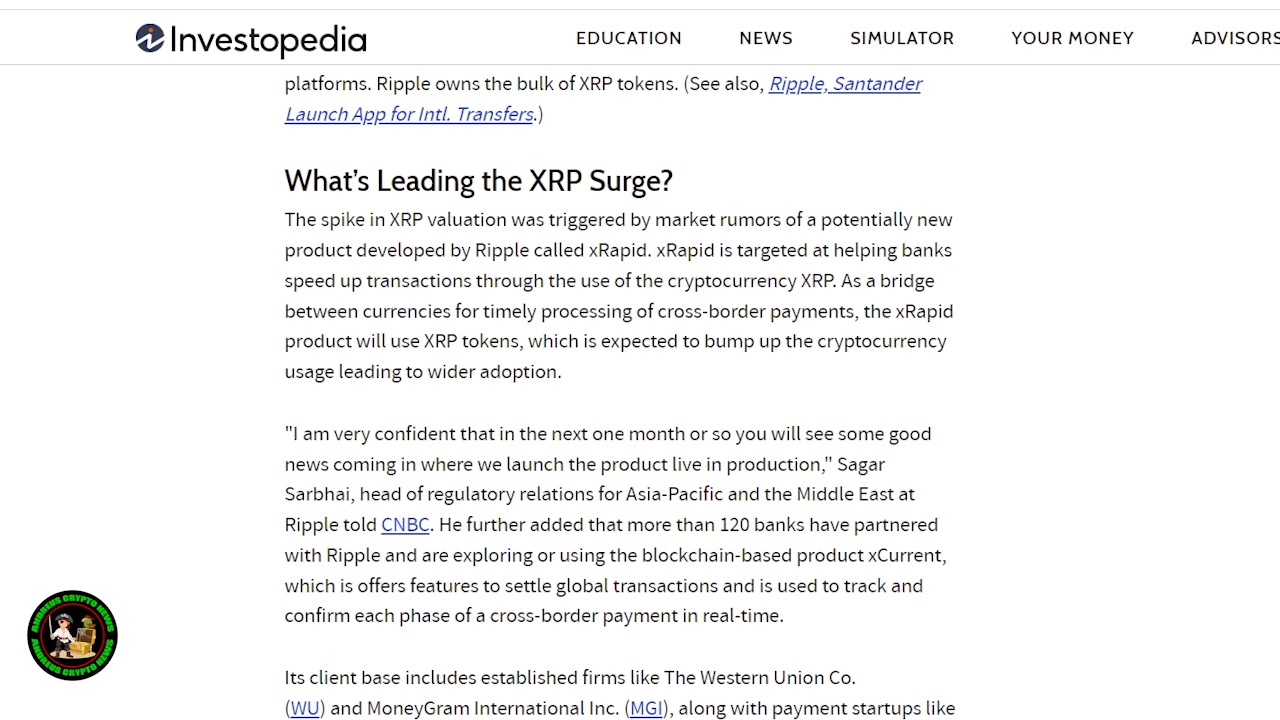 Investopedia
EDUCATION NEWS SIMULATOR YOUR MONEY ADVISORS
platforms. Ripple owns the bulk of XRP tokens. (See also, Ripple, Santander
Launch App for Intl. Transfers.)
What's Leading the XRP Surge?
The spike in XRP valuation was triggered by market rumors of a potentially new
product developed by Ripple called xRapid. xRapid is targeted at helping banks
speed up transactions through the use of the cryptocurrency XRP. As a bridge
between currencies for timely processing of cross-border payments, the xRapid
product will use XRP tokens, which is expected to bump up the cryptocurrency
usage leading to wider adoption.
"I am very confident that in the next one month or so you will see some good
news coming in where we launch the product live in production," Sagar
Sarbhai, head of regulatory relations for Asia-Pacific and the Middle East at
Ripple told CNBC. He further added that more than 120 banks have partnered
with Ripple and are exploring or using the blockchain-based product xCurrent,
which is offers features to settle global transactions and is used to track and
confirm each phase of a cross-border payment in real-time.
Its client base includes established firms like The Western Union Co.
(WU) and MoneyGram International Inc. (MGI), along with payment startups like
ANDREUS CRYPTO NEWS
ANDREUS CRYPTO NEWS